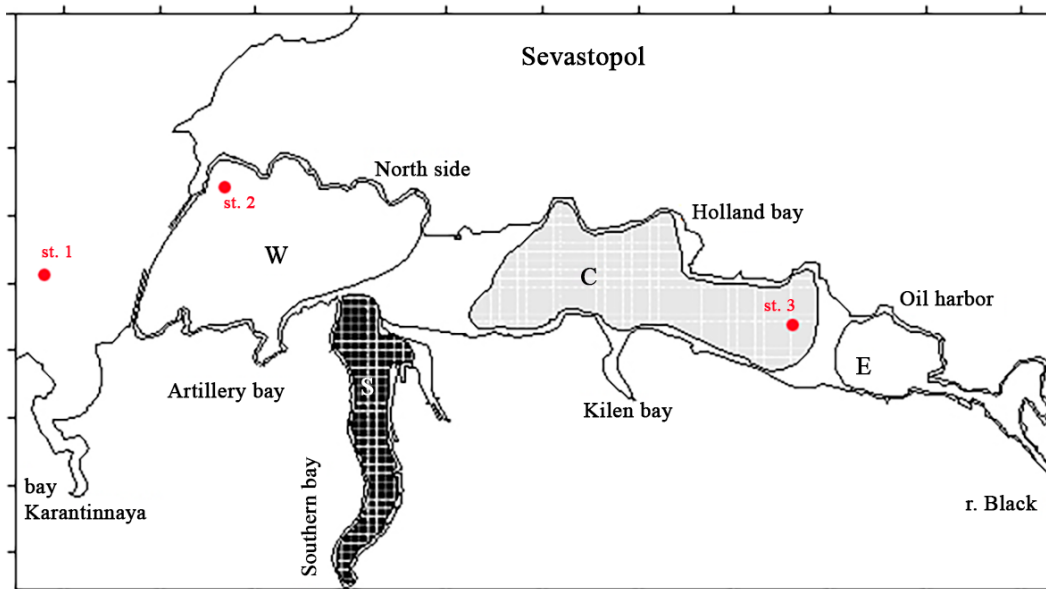 Sevastopol
North side
st. 2
Holland bay
st. 1
W
C
Oil harbor
st. 3
E
Artillery bay
S
Kilen bay
bay
Karantinnaya
Southern bay
r. Black